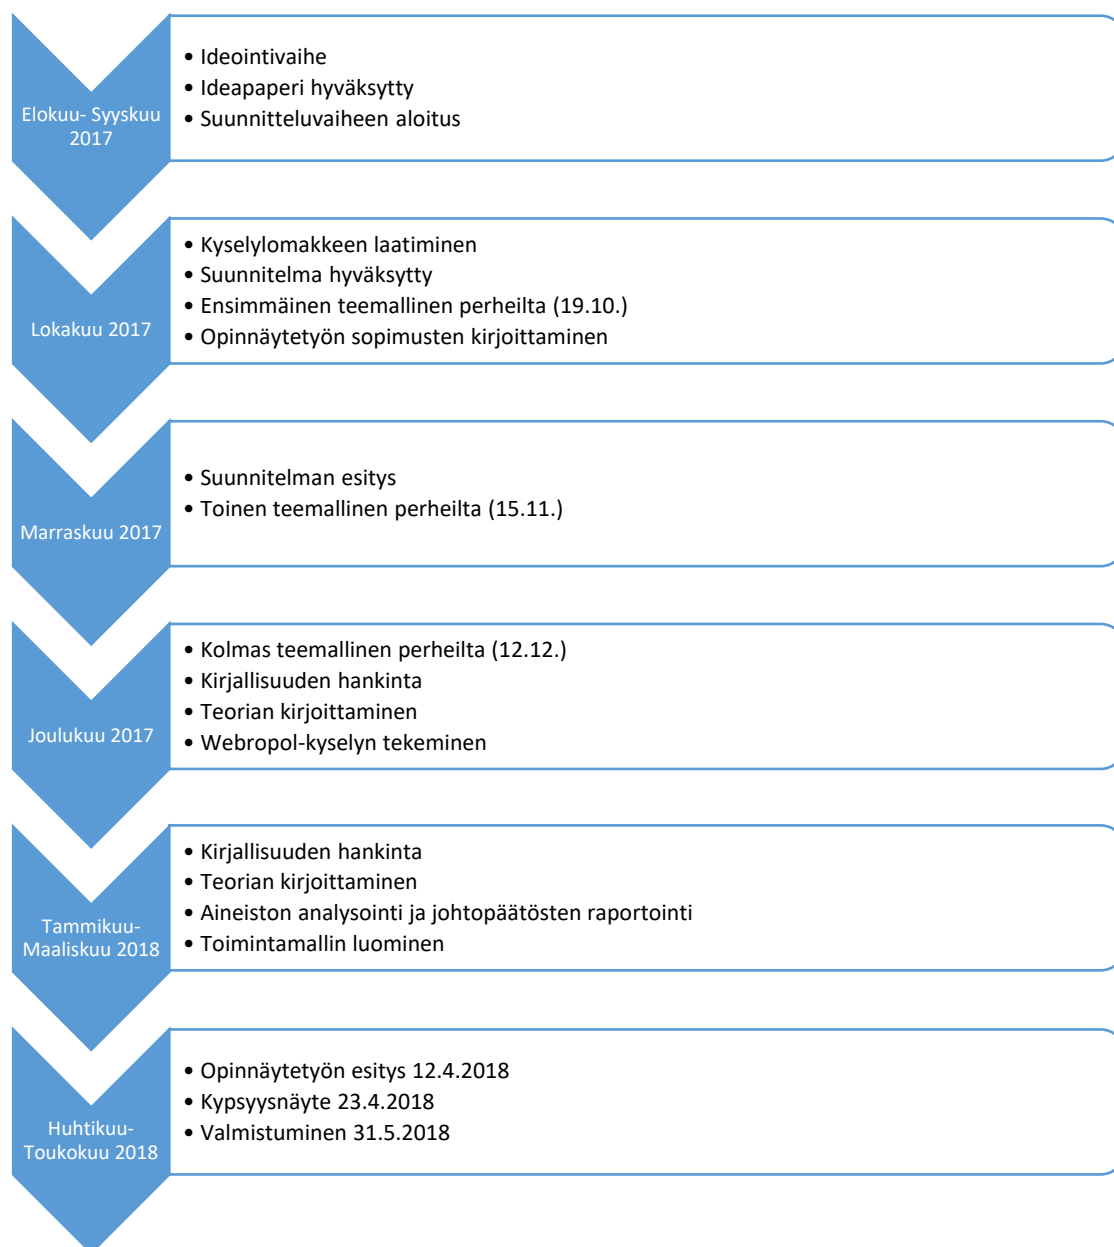 Elokuu- Syyskuu
2017
• Ideointivaihe
• Ideapaperi hyväksytty
• Suunnitteluvaiheen aloitus
Lokakuu 2017
• Kyselylomakkeen laatiminen
• Suunnitelma hyväksytty
• Ensimmäinen teemallinen perheilta (19.10.)
• Opinnäytetyön sopimusten kirjoittaminen
Marraskuu 2017
• Suunnitelman esitys
• Toinen teemallinen perheilta (15.11.)
Joulukuu 2017
• Kolmas teemallinen perheilta (12.12.)
• Kirjallisuuden hankinta
• Teorian kirjoittaminen
• Webropol-kyselyn tekeminen
Tammikuu-
Maaliskuu 2018
• Kirjallisuuden hankinta
• Teorian kirjoittaminen
• Aineiston analysointi ja johtopäätösten raportointi
• Toimintamallin luominen
Huhtikuu-
Toukokuu 2018
• Opinnäytetyön esitys 12.4.2018
• Kypsyysnäyte 23.4.2018
• Valmistuminen 31.5.2018